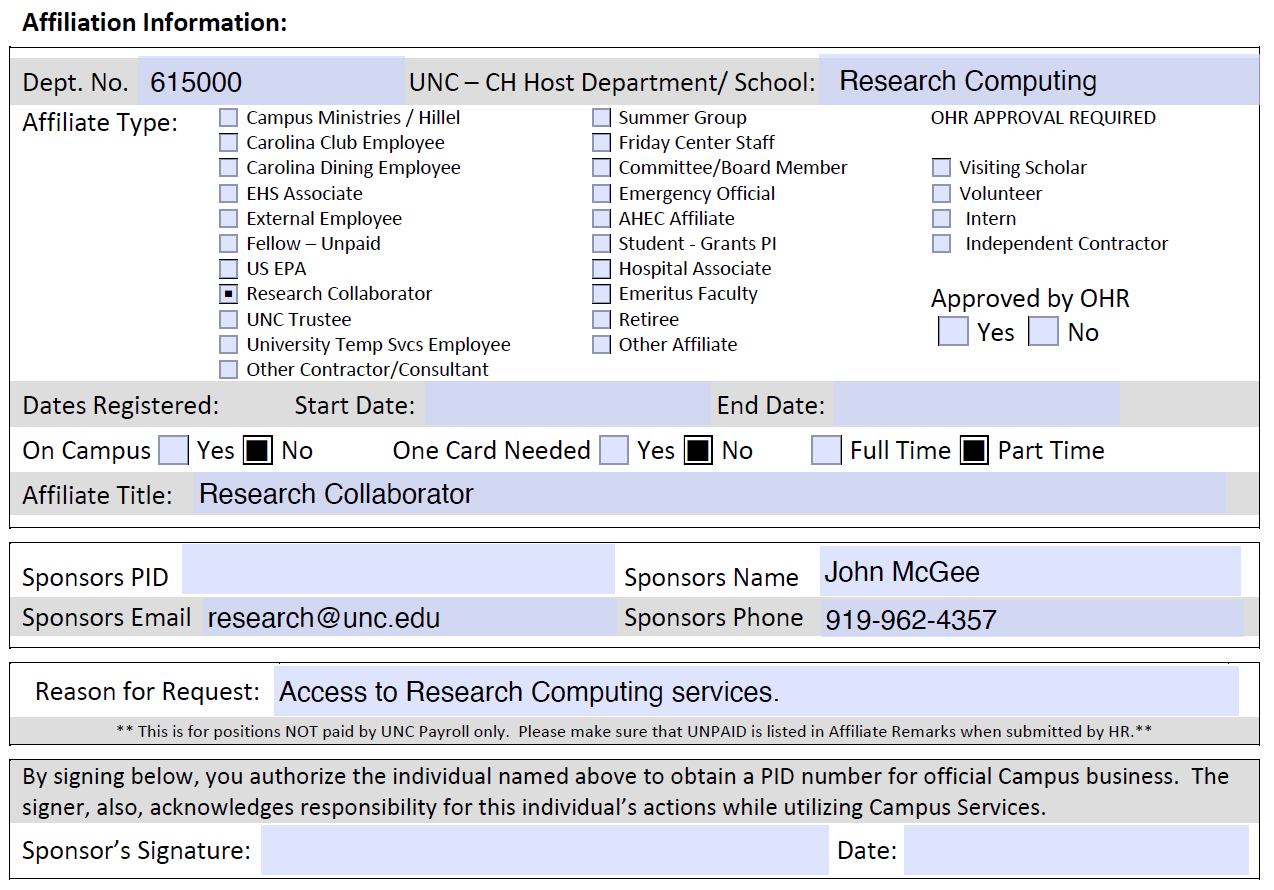 Affiliation Information:
Dept. No. 615000 UNC – CH Host Department/ School: Research Computing
Affiliate Type:
Campus Ministries / Hillel
Carolina Club Employee
Carolina Dining Employee
EHS Associate
External Employee
Fellow – Unpaid
US EPA
Research Collaborator
UNC Trustee
University Temp Svcs Employee
Other Contractor/Consultant
Summer Group
Friday Center Staff
Committee/Board Member
Emergency Official
AHEC Affiliate
Student - Grants PI
Hospital Associate
Emeritus Faculty
Retiree
Other Affiliate
OHR APPROVAL REQUIRED
Visiting Scholar
Volunteer
Intern
Independent Contractor
Approved by OHR
Yes No
Dates Registered: Start Date: End Date:
On Campus Yes No One Card Needed Yes No Full Time Part Time
Affiliate Title: Research Collaborator
Sponsors PID Sponsors Name John McGee
Sponsors Email research@unc.edu Sponsors Phone 919-962-4357
Reason for Request: Access to Research Computing services.
** This is for positions NOT paid by UNC Payroll only. Please make sure that UNPAID is listed in Affiliate Remarks when submitted by HR.**
By signing below, you authorize the individual named above to obtain a PID number for official Campus business. The
signer, also, acknowledges responsibility for this individual's actions while utilizing Campus Services.
Sponsor's Signature: Date: